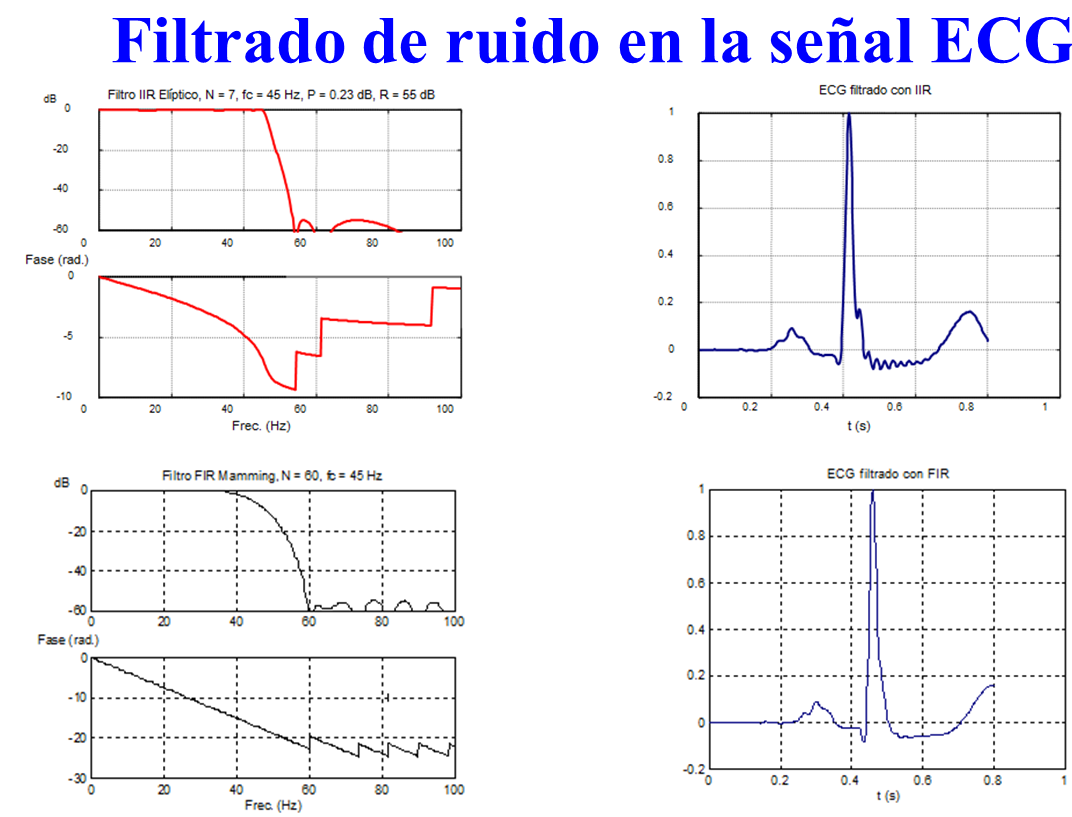 Filtrado de ruido en la señal ECG
Filtro IIR Elíptico, N = 7, fc = 45 Hz, P = 0.23 dB, R = 55 dB
dB
0
-20
-40
-60
0 20 40 60 80 100
Fase (rad.)
0
-5
-10
0 20 40 60 80 100
Frec. (Hz)
ECG filtrado con IIR
1
0.8
0.6
0.4
0.2
0
-0.2
0 0.2 0.4 0.6 0.8 1
t (s)
Filtro FIR Mamming, N = 60, fc = 45 Hz
dB
0
-20
-40
-60
0 20 40 60 80 100
Fase (rad.)
0
-10
-20
-30
0 20 40 60 80 100
Frec. (Hz)
ECG filtrado con FIR
1
0.8
0.6
0.4
0.2
0
-0.2
0 0.2 0.4 0.6 0.8 1
t (s)